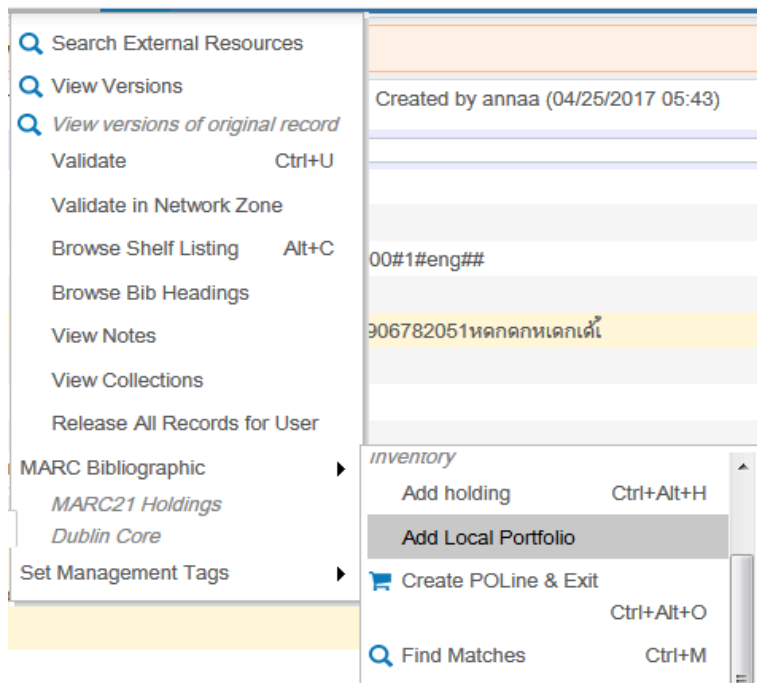 Search External Resources
View Versions
Created by annaa (04/25/2017 05:43)
View versions of original record
Validate Ctrl+U
Validate in Network Zone
Browse Shelf Listing Alt+C
00#1#eng##
Browse Bib Headings
View Notes
906782051หดกดกหเดกเด้เ้
View Collections
Release All Records for User
MARC Bibliographic
MARC21 Holdings
Dublin Core
Set Management Tags
Inventory
Add holding Ctrl+Alt+H
Add Local Portfolio
Create POLine & Exit
Ctrl+Alt+O
Find Matches Ctrl+M